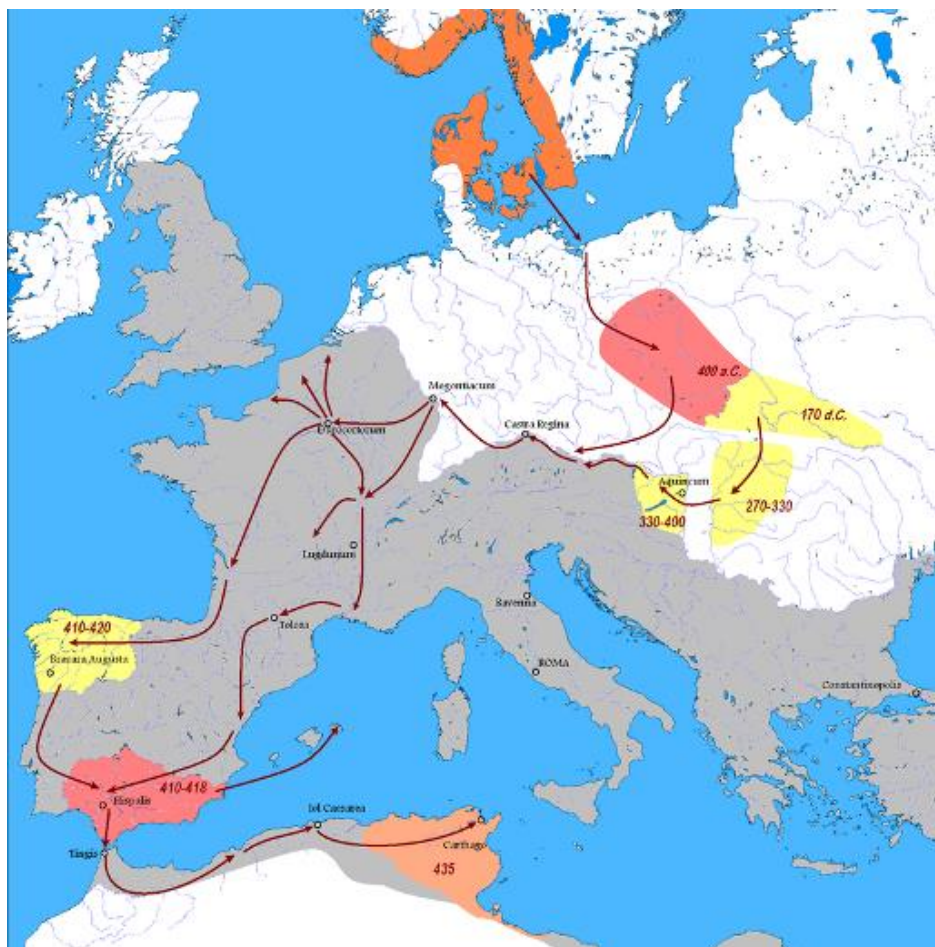 400 a.C.
Mogontiacum
170 d.C.
Durocortorum
Castra Regina
Aquincum
270-330
330-400
Lugdunum
Ravenna
410-420
Tolosa
Bracara Augusta
ROMA
Constantinopolis
410-418
Hispalis
Iol Caesarea
Carthago
Tingis
435